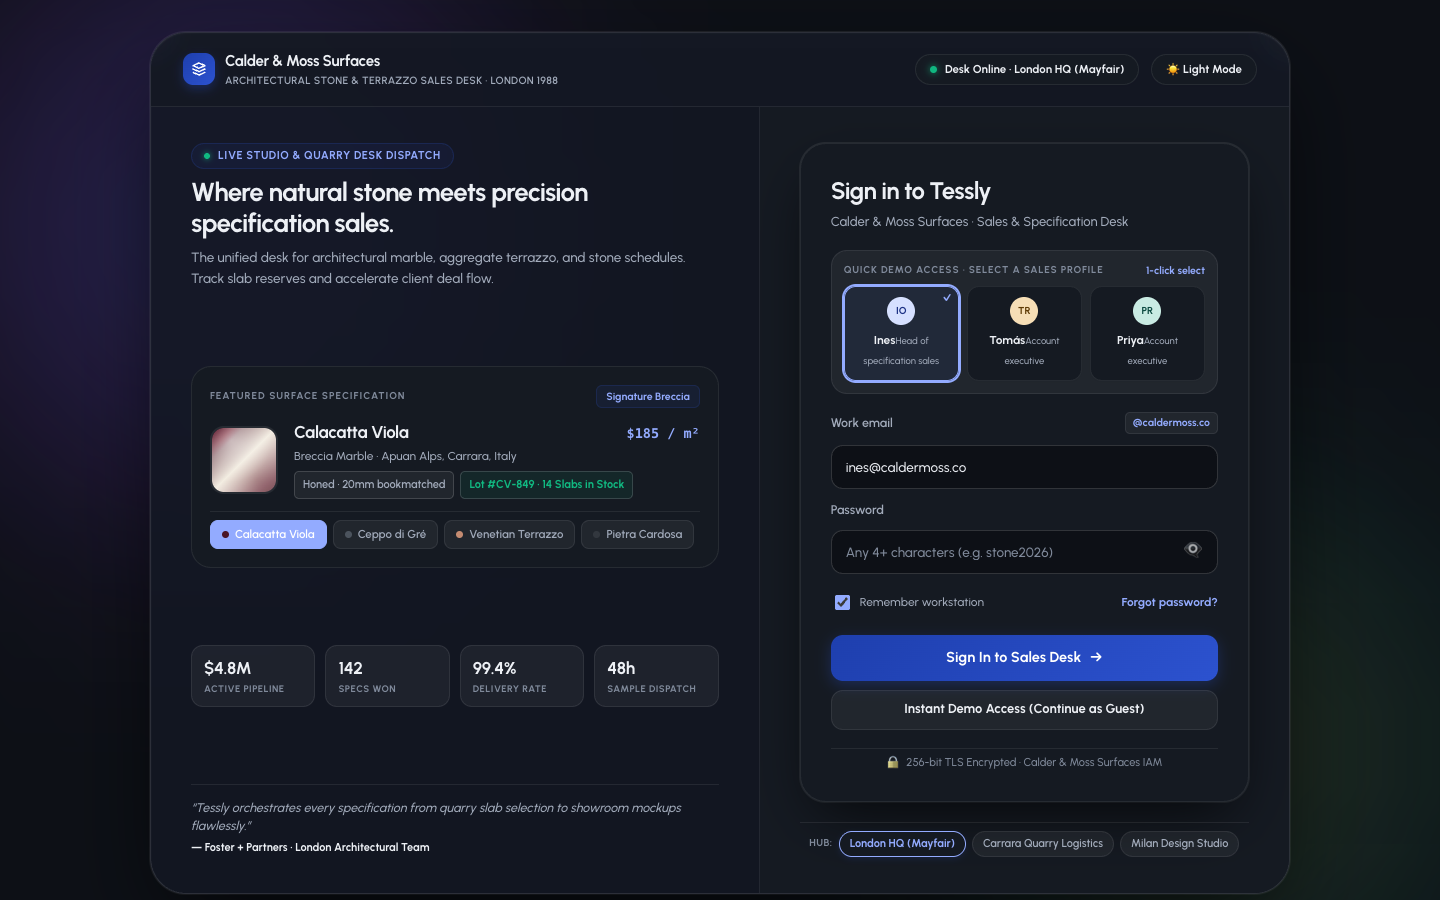 Calder & Moss Surfaces
ARCHITECTURAL STONE & TERRAZZO SALES DESK · LONDON 1988
Desk Online · London HQ (Mayfair)
☀️ Light Mode
LIVE STUDIO & QUARRY DESK DISPATCH
Where natural stone meets precision
specification sales.
The unified desk for architectural marble, aggregate terrazzo, and stone schedules.
Track slab reserves and accelerate client deal flow.
FEATURED SURFACE SPECIFICATION
Signature Breccia
Calacatta Viola
$185 / m²
Breccia Marble · Apuan Alps, Carrara, Italy
Honed · 20mm bookmatched
Lot #CV-849 · 14 Slabs in Stock
Calacatta Viola
Ceppo di Gré
Venetian Terrazzo
Pietra Cardosa
$4.8M
ACTIVE PIPELINE
142
SPECS WON
99.4%
DELIVERY RATE
48h
SAMPLE DISPATCH
"Tessly orchestrates every specification from quarry slab selection to showroom mockups
flawlessly."
— Foster + Partners · London Architectural Team
Sign in to Tessly
Calder & Moss Surfaces · Sales & Specification Desk
QUICK DEMO ACCESS · SELECT A SALES PROFILE
1-click select
IO
InesHead of
specification sales
TR
TomásAccount
executive
PR
PriyaAccount
executive
Work email
@caldermoss.co
ines@caldermoss.co
Password
Any 4+ characters (e.g. stone2026)
Remember workstation
Forgot password?
Sign In to Sales Desk →
Instant Demo Access (Continue as Guest)
🔒 256-bit TLS Encrypted · Calder & Moss Surfaces IAM
HUB:
London HQ (Mayfair)
Carrara Quarry Logistics
Milan Design Studio